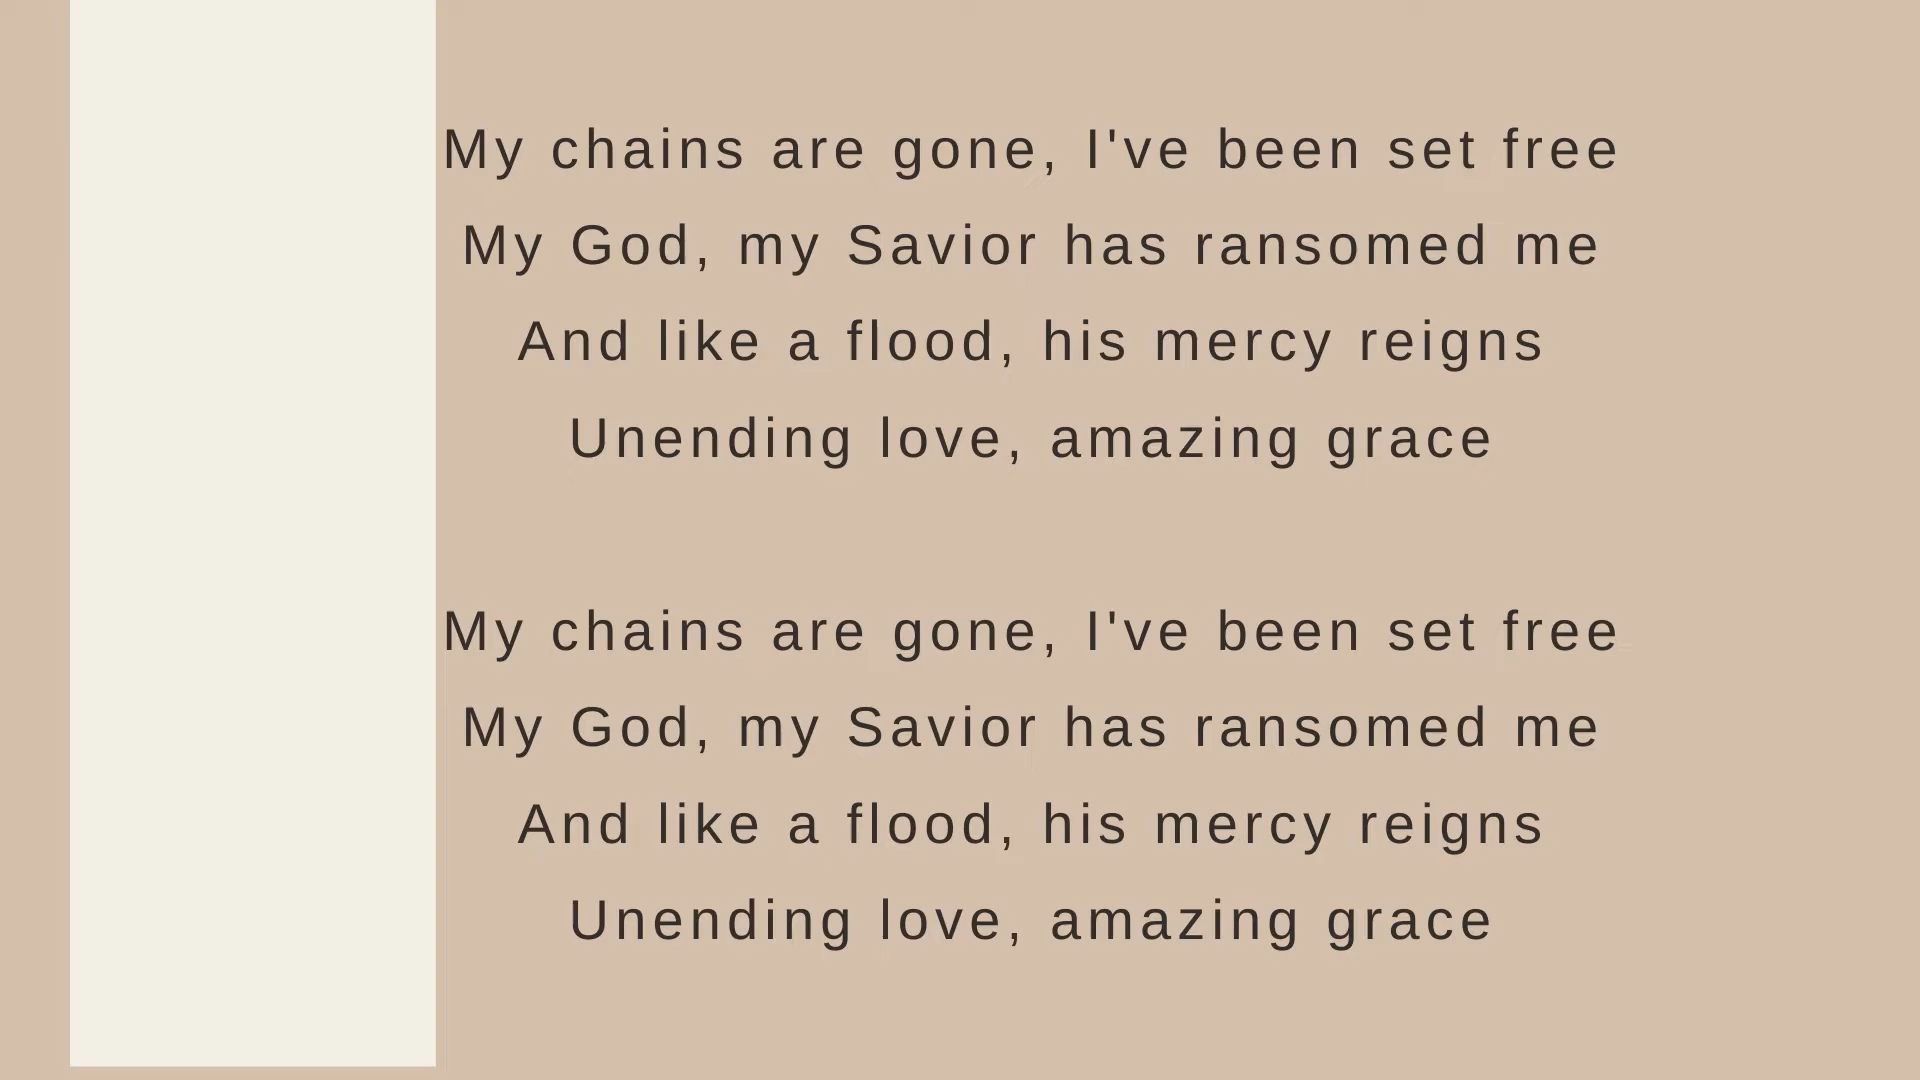 My chains are gone, I've been set free
My God, my Savior has ransomed me
And like a flood, his mercy reigns
Unending love, amazing grace
My chains are gone, I've been set free
My God, my Savior has ransomed me
And like a flood, his mercy reigns
Unending love, amazing grace